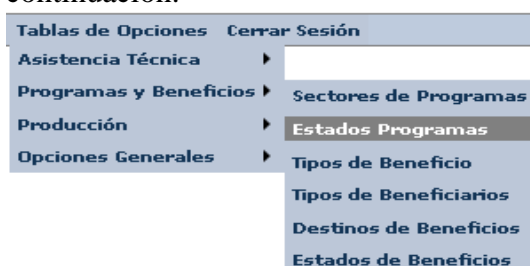 Tablas de Opciones Cerrar Sesión
Asistencia Técnica
Programas y Beneficios
Producción
Opciones Generales
Sectores de Programas
Estados Programas
Tipos de Beneficio
Tipos de Beneficiarios
Destinos de Beneficios
Estados de Beneficios